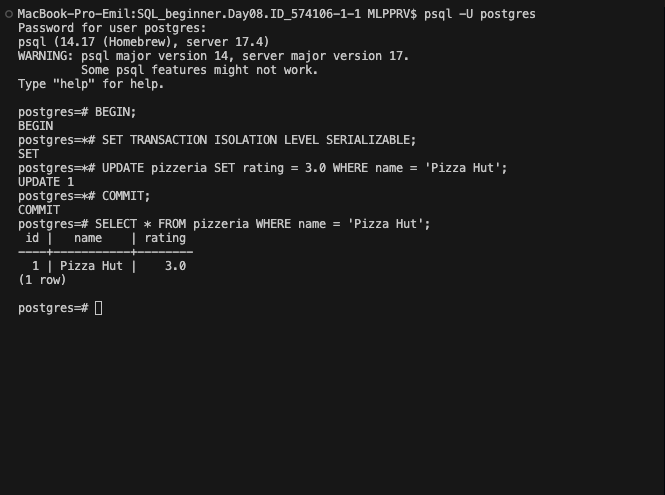 MacBook-Pro-Emil:SQL_beginner.Day08.ID_574106-1-1 MLPPRV$ psql -U postgres
Password for user postgres:
psql (14.17 (Homebrew), server 17.4)
WARNING: psql major version 14, server major version 17.
         Some psql features might not work.
Type "help" for help.

postgres=# BEGIN;
BEGIN
postgres=*# SET TRANSACTION ISOLATION LEVEL SERIALIZABLE;
SET
postgres=*# UPDATE pizzeria SET rating = 3.0 WHERE name = 'Pizza Hut';
UPDATE 1
postgres=*# COMMIT;
COMMIT
postgres=# SELECT * FROM pizzeria WHERE name = 'Pizza Hut';
 id |   name    | rating
----+-----------+--------
  1 | Pizza Hut |    3.0
(1 row)

postgres=#